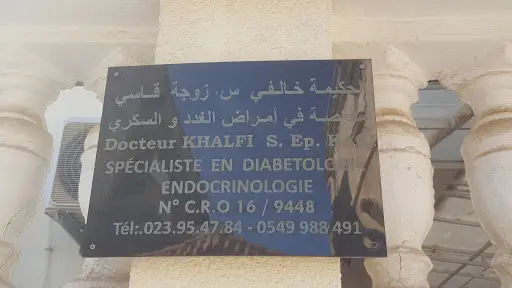 حكيمة خالفي س. زوجة قاسي
في أمراض الغدد و السكري
Docteur KHALFI S. Ep.
SPÉCIALISTE EN
ENDOCRINOLOGIE
N° C.R.O 16 / 9448
Tél:.023.95.47.84 - 0549 988 491